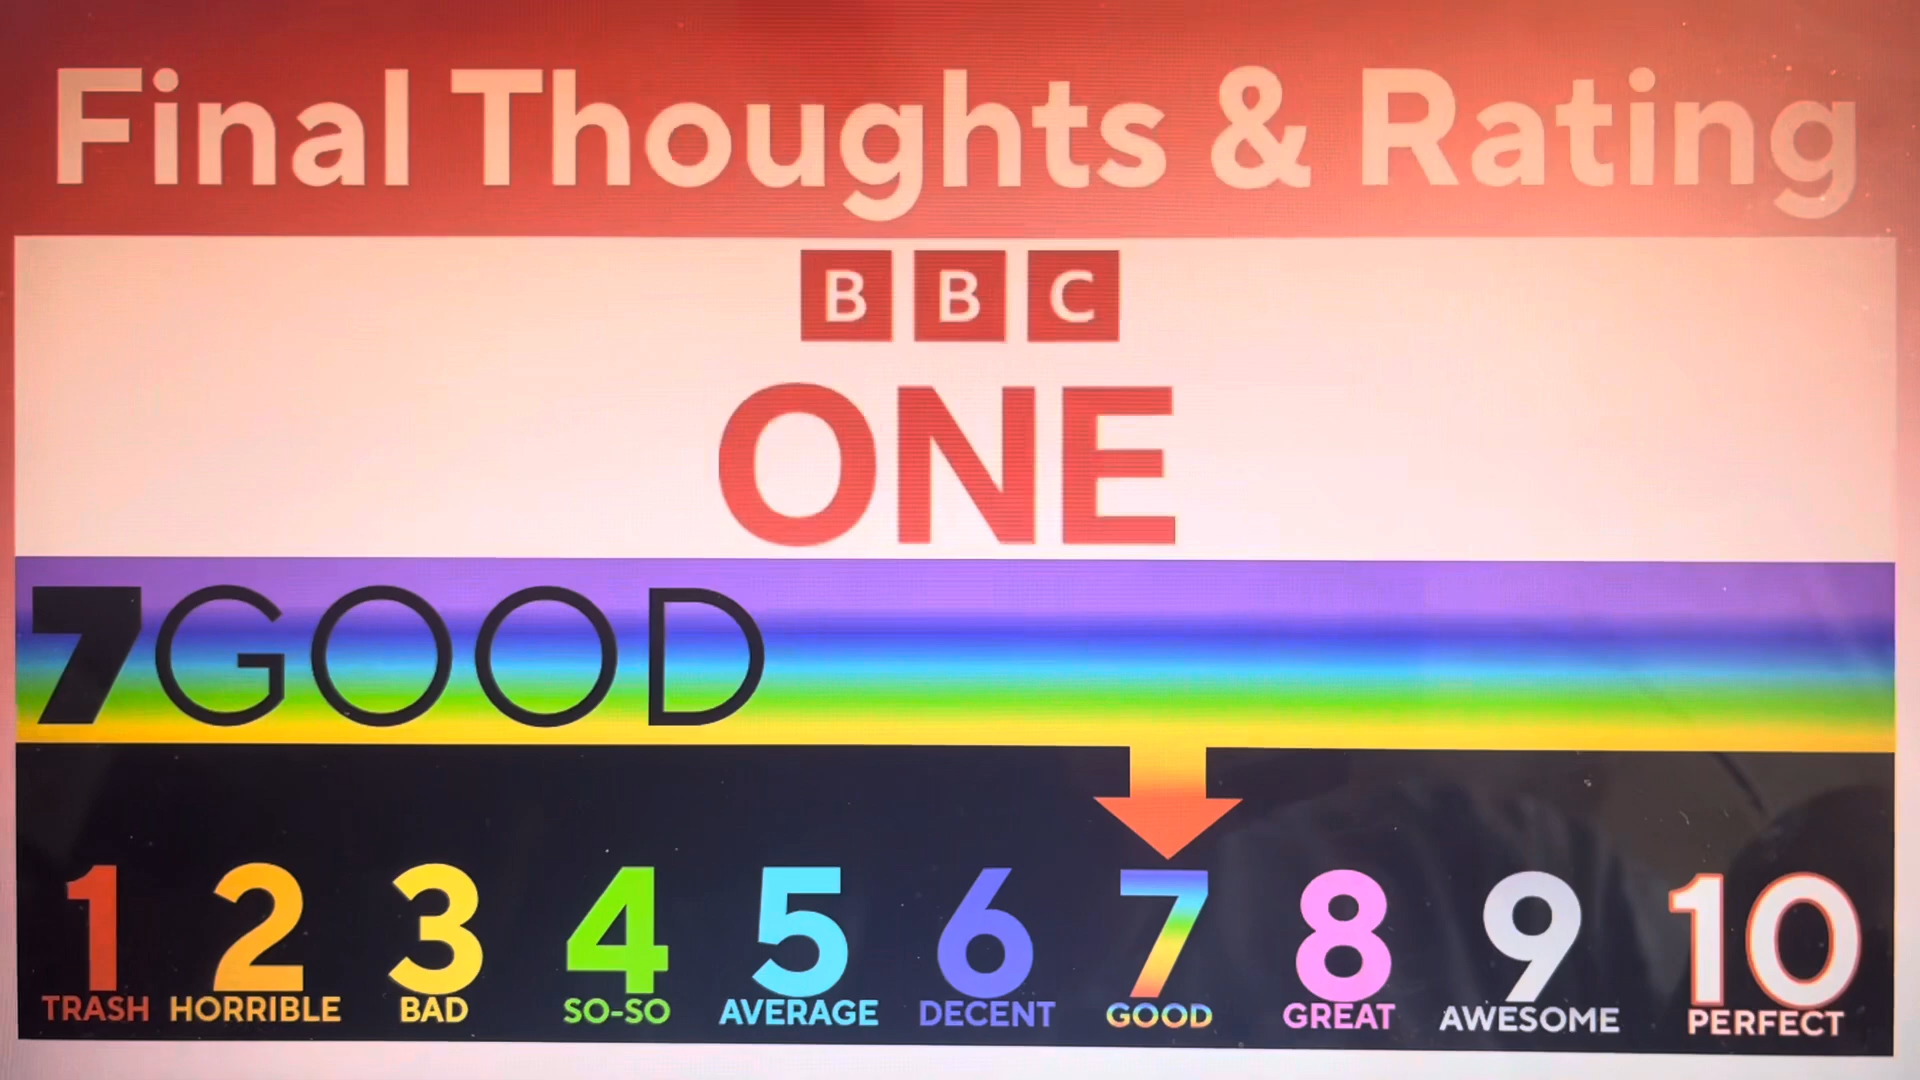 Final Thoughts & Rating
BBC
ONE
7GOOD
1 2 3 4 5 6 7 8 9 10
TRASH HORRIBLE BAD SO-SO AVERAGE DECENT GOOD GREAT AWESOME PERFECT